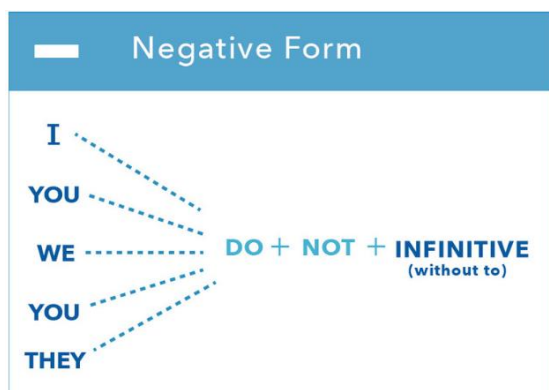 Negative Form
I
YOU
WE
YOU
THEY
DO + NOT + INFINITIVE
(without to)